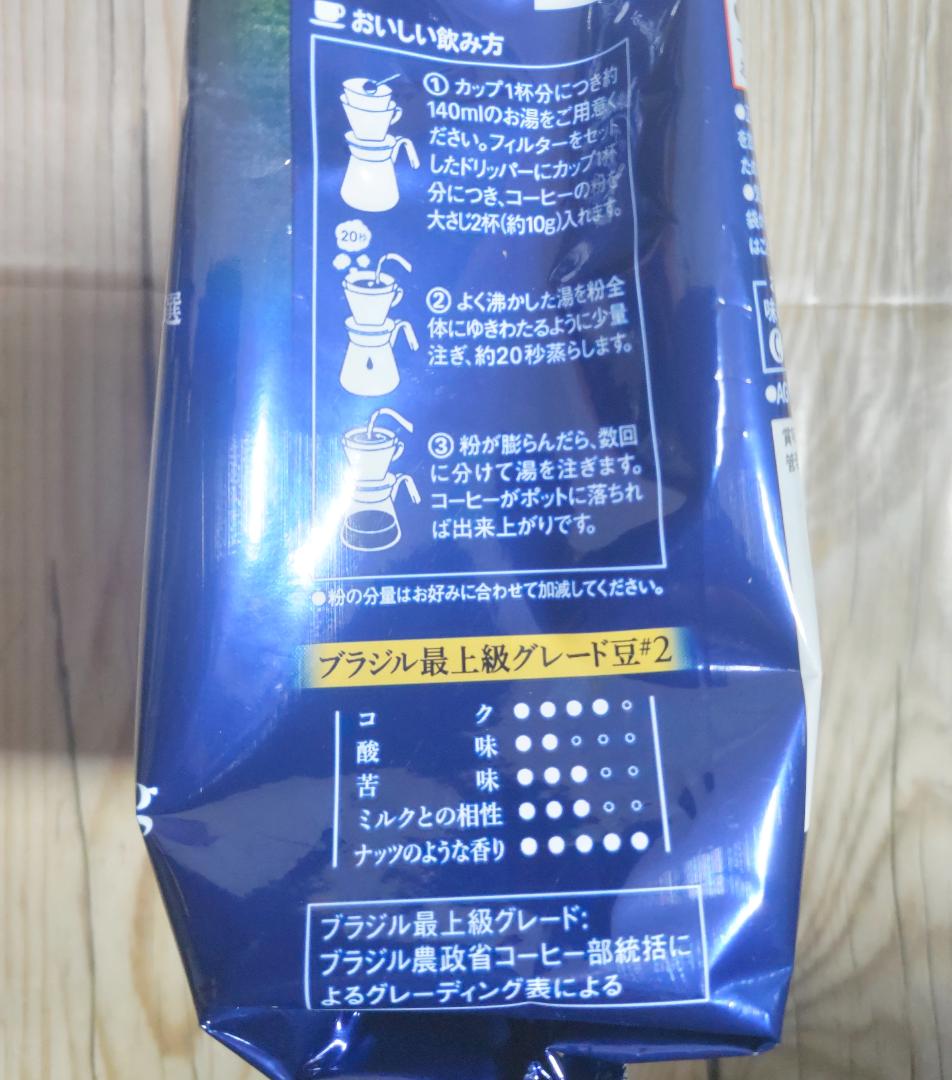 おいしい飲み方
① カップ1杯分につき約
140mlのお湯をご用意く
ださい。フィルターをセット
したドリッパーにカップ1杯
分につき、コーヒーの粉を
大さじ2杯(約10g)入れます。
20秒
② よく沸かした湯を粉全
体にゆきわたるように少量
注ぎ、約20秒蒸らします。
③ 粉が膨らんだら、数回
に分けて湯を注ぎます。
コーヒーがポットに落ちれ
ば出来上がりです。
●粉の分量はお好みに合わせて加減してください。
ブラジル最上級グレード豆#2
コク ●●●●○
酸味 ●●○○○
苦味 ●●●○○
ミルクとの相性 ●●●○○
ナッツのような香り ●●●●●
ブラジル最上級グレード:
ブラジル農政省コーヒー部統括に
よるグレーディング表による
選
g
●AG